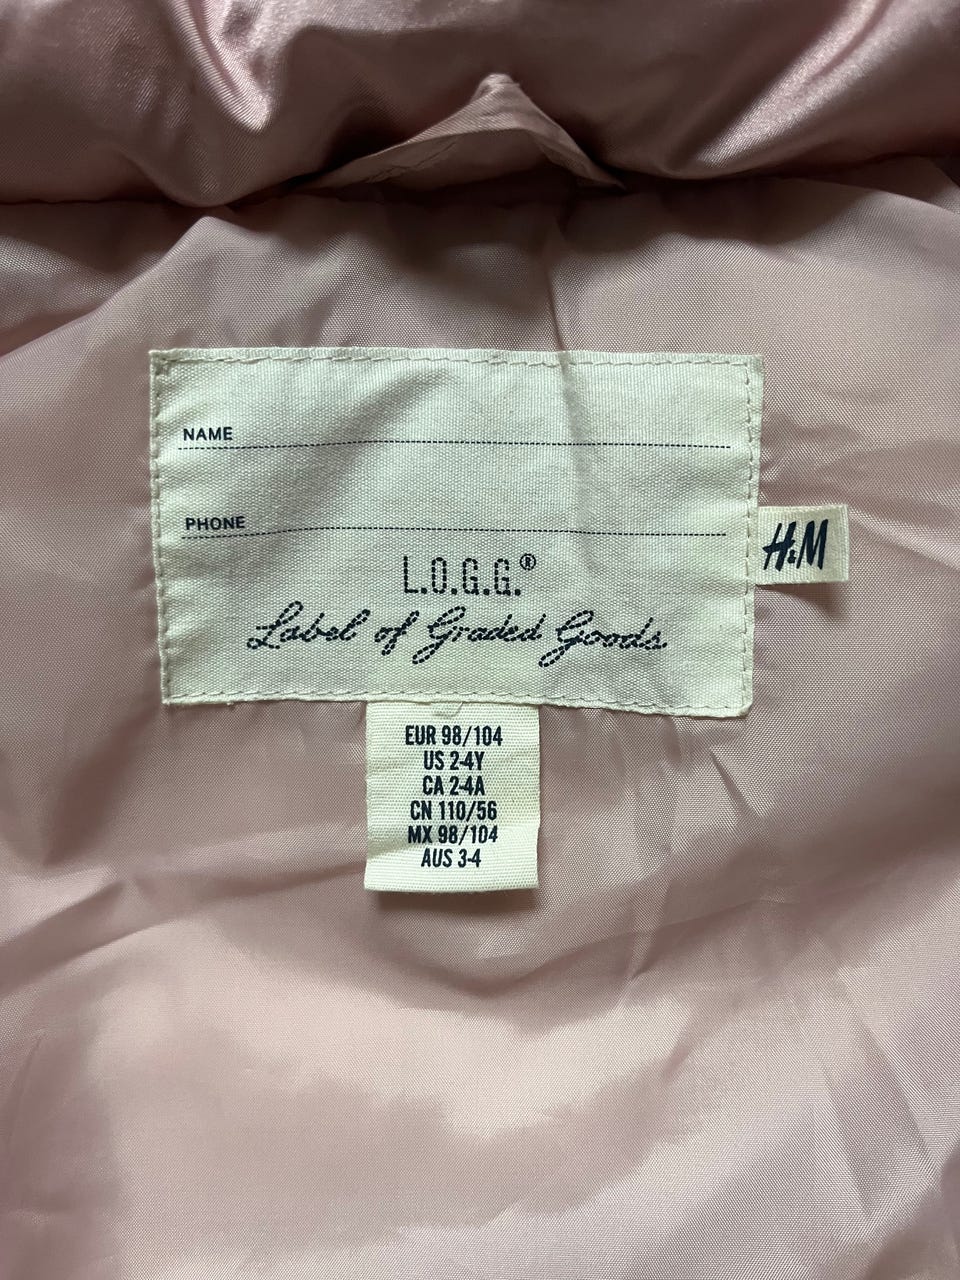 NAME
PHONE
L.O.G.G.®
Label of Graded Goods
H&M
EUR 98/104
US 2-4Y
CA 2-4A
CN 110/56
MX 98/104
AUS 3-4